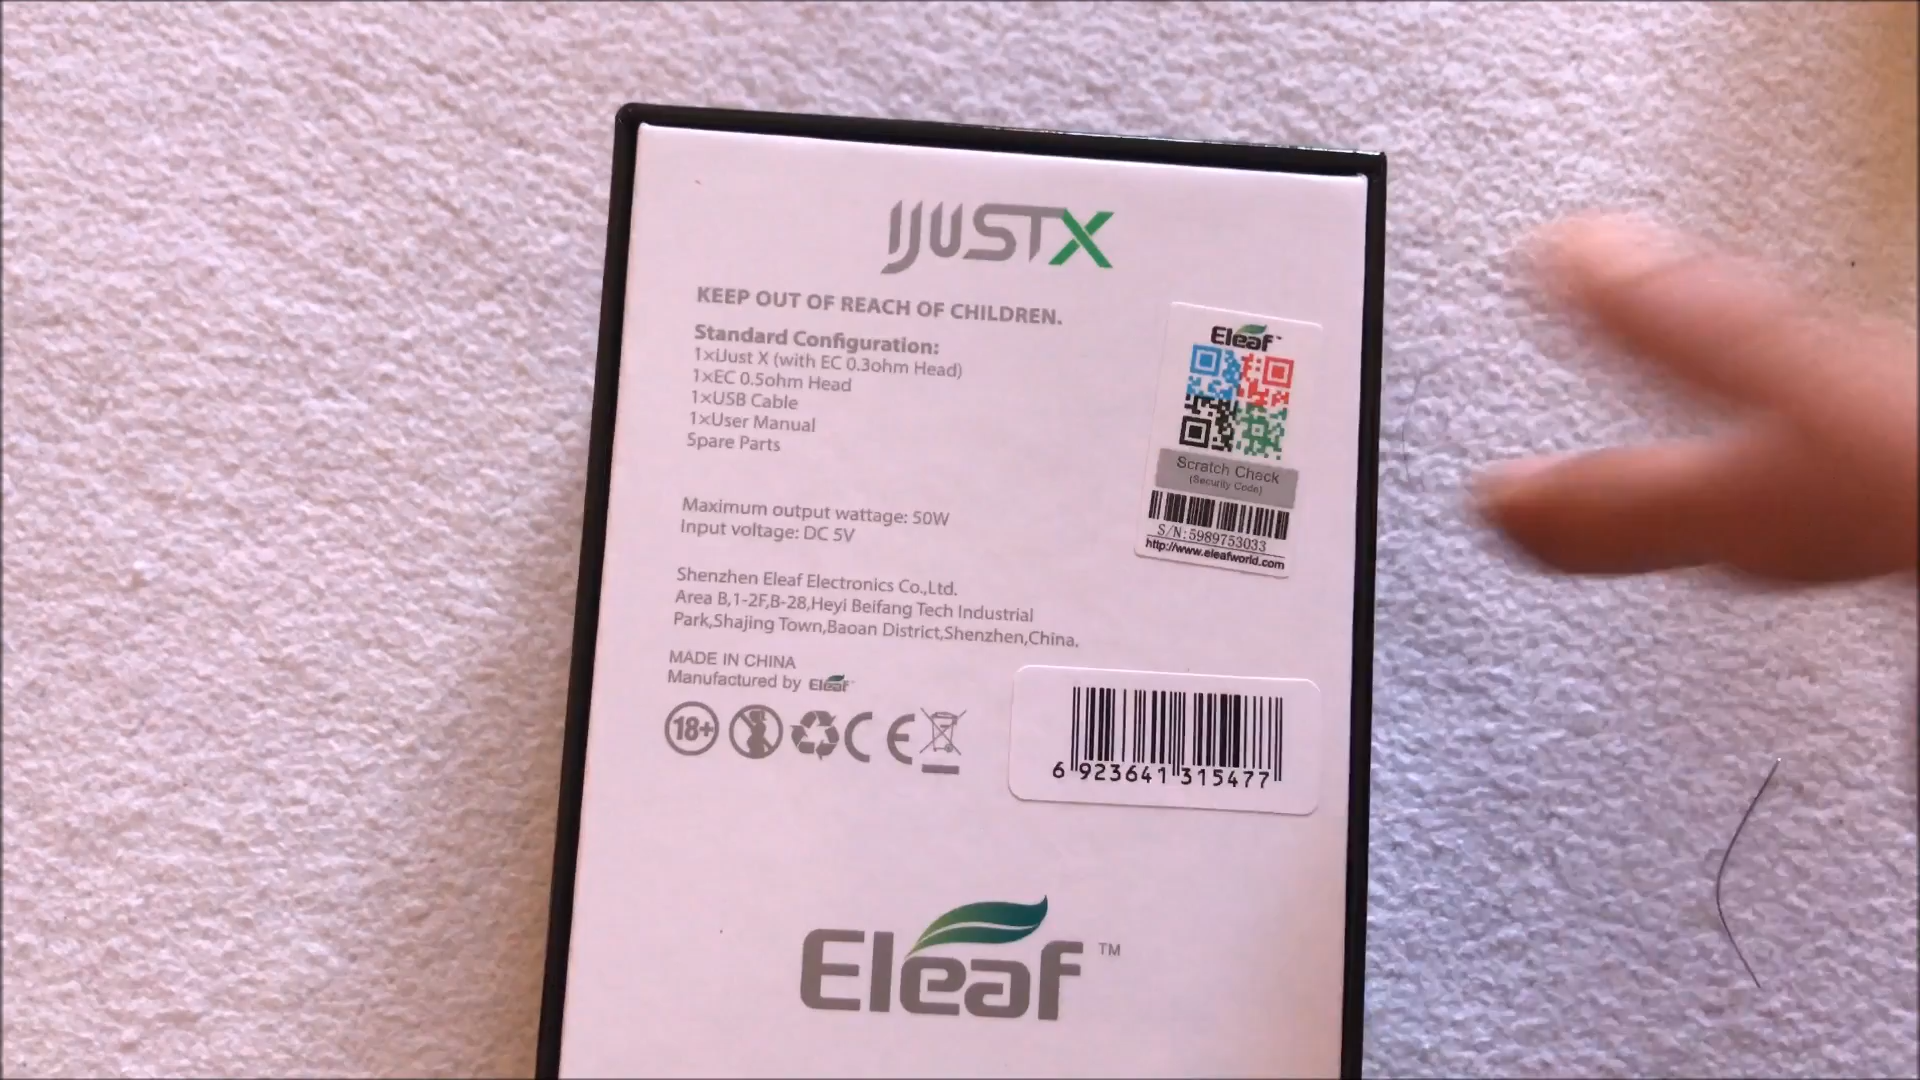 IJUSTX
KEEP OUT OF REACH OF CHILDREN.
Standard Configuration:
1×iJust X (with EC 0.3ohm Head)
1×EC 0.5ohm Head
1×USB Cable
1×User Manual
Spare Parts
Maximum output wattage: 50W
Input voltage: DC 5V
Shenzhen Eleaf Electronics Co.,Ltd.
Area B,1-2F,B-28,Heyi Beifang Tech Industrial
Park,Shajing Town,Baoan District,Shenzhen,China.
MADE IN CHINA
Manufactured by Eleaf
18+
CE
Eleaf™
Scratch Check
(Security Code)
S/N:5989753033
http://www.eleafworld.com
6 923641 315477
Eleaf™